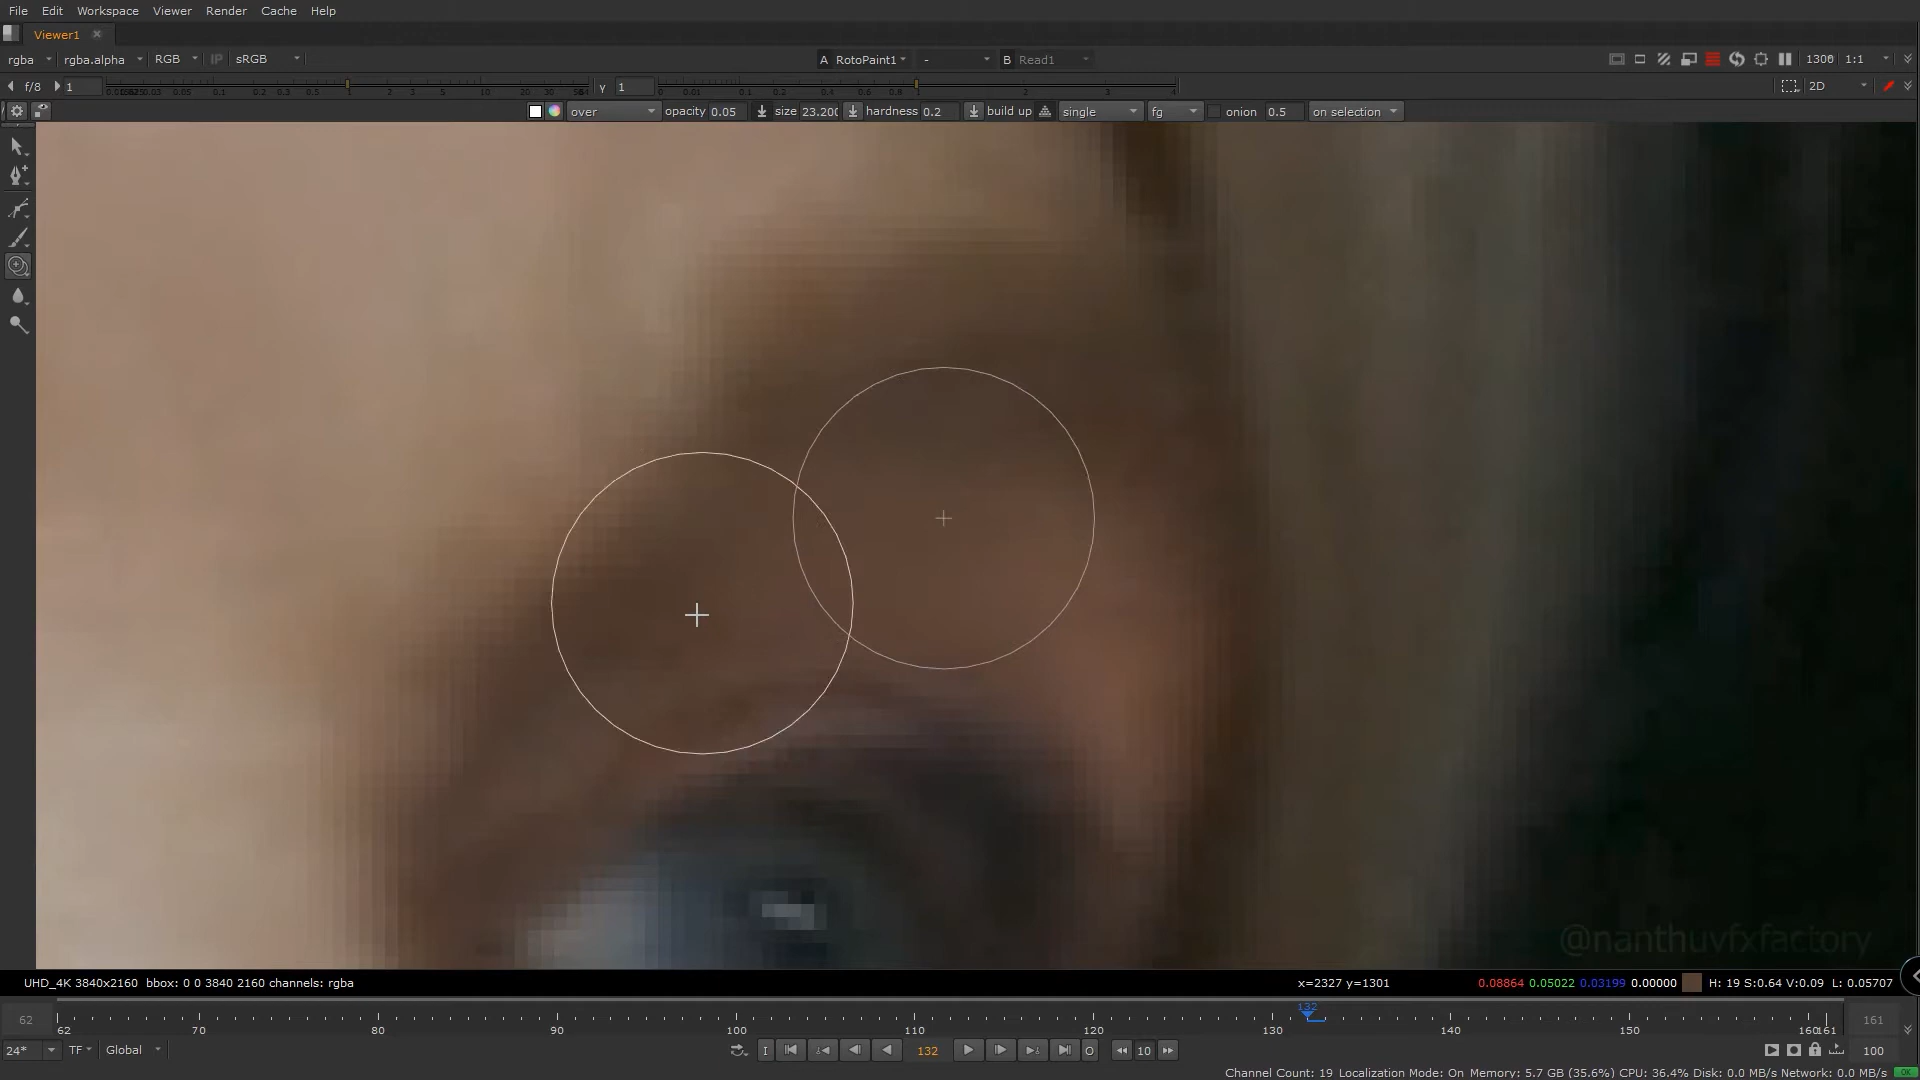 File Edit Workspace Viewer Render Cache Help
Viewer1
rgba rgba.alpha RGB IP sRGB A RotoPaint1 - B Read1 1306 1:1
f/8 1 γ 1 2D
over opacity 0.05 size 23.200 hardness 0.2 build up single fg onion 0.5 on selection
@nanthuvfxfactory
UHD_4K 3840x2160 bbox: 0 0 3840 2160 channels: rgba x=2327 y=1301 0.08864 0.05022 0.03199 0.00000 H: 19 S:0.64 V:0.09 L: 0.05707
132
62 161
62 70 80 90 100 110 120 130 140 150 160 161
24* TF Global I 132 O 10 100
Channel Count: 19 Localization Mode: On Memory: 5.7 GB (35.6%) CPU: 36.4% Disk: 0.0 MB/s Network: 0.0 MB/s OK